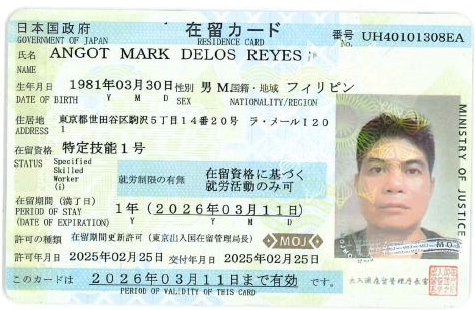 日本国政府 在留カード 番号 UH40101308EA
GOVERNMENT OF JAPAN RESIDENCE CARD No.
氏名 ANGOT MARK DELOS REYES
NAME
生年月日 1981年03月30日 性別 男 M. 国籍・地域 フィリピン
DATE OF BIRTH Y M D SEX NATIONALITY/REGION
住居地 東京都世田谷区駒沢5丁目14番20号 ラ・メール120
ADDRESS 1
在留資格 特定技能1号
STATUS Specified
Skilled
Worker
(i)
就労制限の有無 在留資格に基づく
就労活動のみ可
在留期間(満了日) 1年(2026年03月11日)
PERIOD OF STAY
(DATE OF EXPIRATION) Y M D
許可の種類 在留期間更新許可(東京出入国在留管理局長) MOJ
許可年月日 2025年02月25日 交付年月日 2025年02月25日
このカードは 2026年03月11日まで有効 です。
PERIOD OF VALIDITY OF THIS CARD
MINISTRY OF JUSTICE
出入国在留管理庁長官